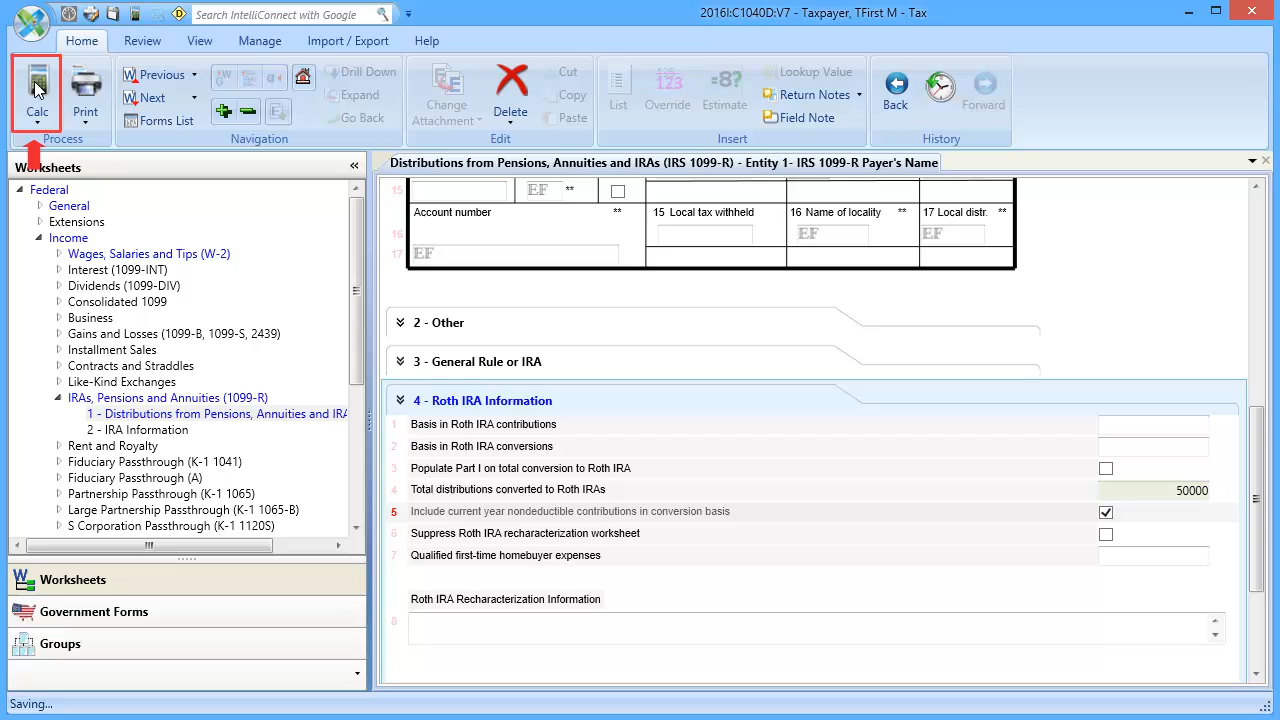 Search IntelliConnect with Google
2016I:C1040D:V7 - Taxpayer, TFirst M - Tax
Home
Review
View
Manage
Import / Export
Help
Calc
Print
Process
Previous
Next
Forms List
Drill Down
Expand
Go Back
Navigation
Change
Attachment
Delete
Cut
Copy
Paste
Edit
List
123
Override
=8?
Estimate
Lookup Value
Return Notes
Field Note
Insert
Back
Forward
History
Worksheets
Federal
General
Extensions
Income
Wages, Salaries and Tips (W-2)
Interest (1099-INT)
Dividends (1099-DIV)
Consolidated 1099
Business
Gains and Losses (1099-B, 1099-S, 2439)
Installment Sales
Contracts and Straddles
Like-Kind Exchanges
IRAs, Pensions and Annuities (1099-R)
1 - Distributions from Pensions, Annuities and IRA
2 - IRA Information
Rent and Royalty
Fiduciary Passthrough (K-1 1041)
Fiduciary Passthrough (A)
Partnership Passthrough (K-1 1065)
Large Partnership Passthrough (K-1 1065-B)
S Corporation Passthrough (K-1 1120S)
Worksheets
Government Forms
Groups
Saving...
Distributions from Pensions, Annuities and IRAs (IRS 1099-R) - Entity 1- IRS 1099-R Payer's Name
15 EF **
Account number ** 15 Local tax withheld 16 Name of locality ** 17 Local distr. **
16 EF EF
17 EF
2 - Other
3 - General Rule or IRA
4 - Roth IRA Information
1 Basis in Roth IRA contributions
2 Basis in Roth IRA conversions
3 Populate Part I on total conversion to Roth IRA
4 Total distributions converted to Roth IRAs 50000
5 Include current year nondeductible contributions in conversion basis
6 Suppress Roth IRA recharacterization worksheet
7 Qualified first-time homebuyer expenses
Roth IRA Recharacterization Information
8